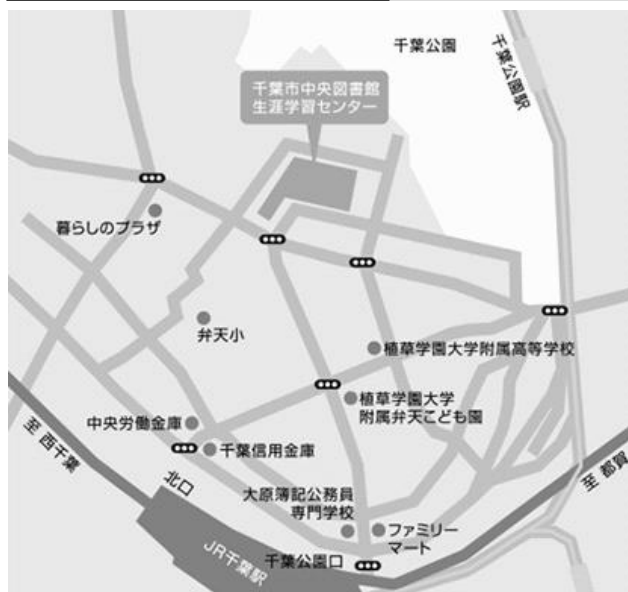 千葉公園
千葉公園駅
千葉市中央図書館
生涯学習センター
暮らしのプラザ
弁天小
植草学園大学附属高等学校
植草学園大学
附属弁天こども園
中央労働金庫
千葉信用金庫
至 西千葉
北口
大原簿記公務員
専門学校
ファミリー
マート
至 都賀
千葉公園口
JR千葉駅